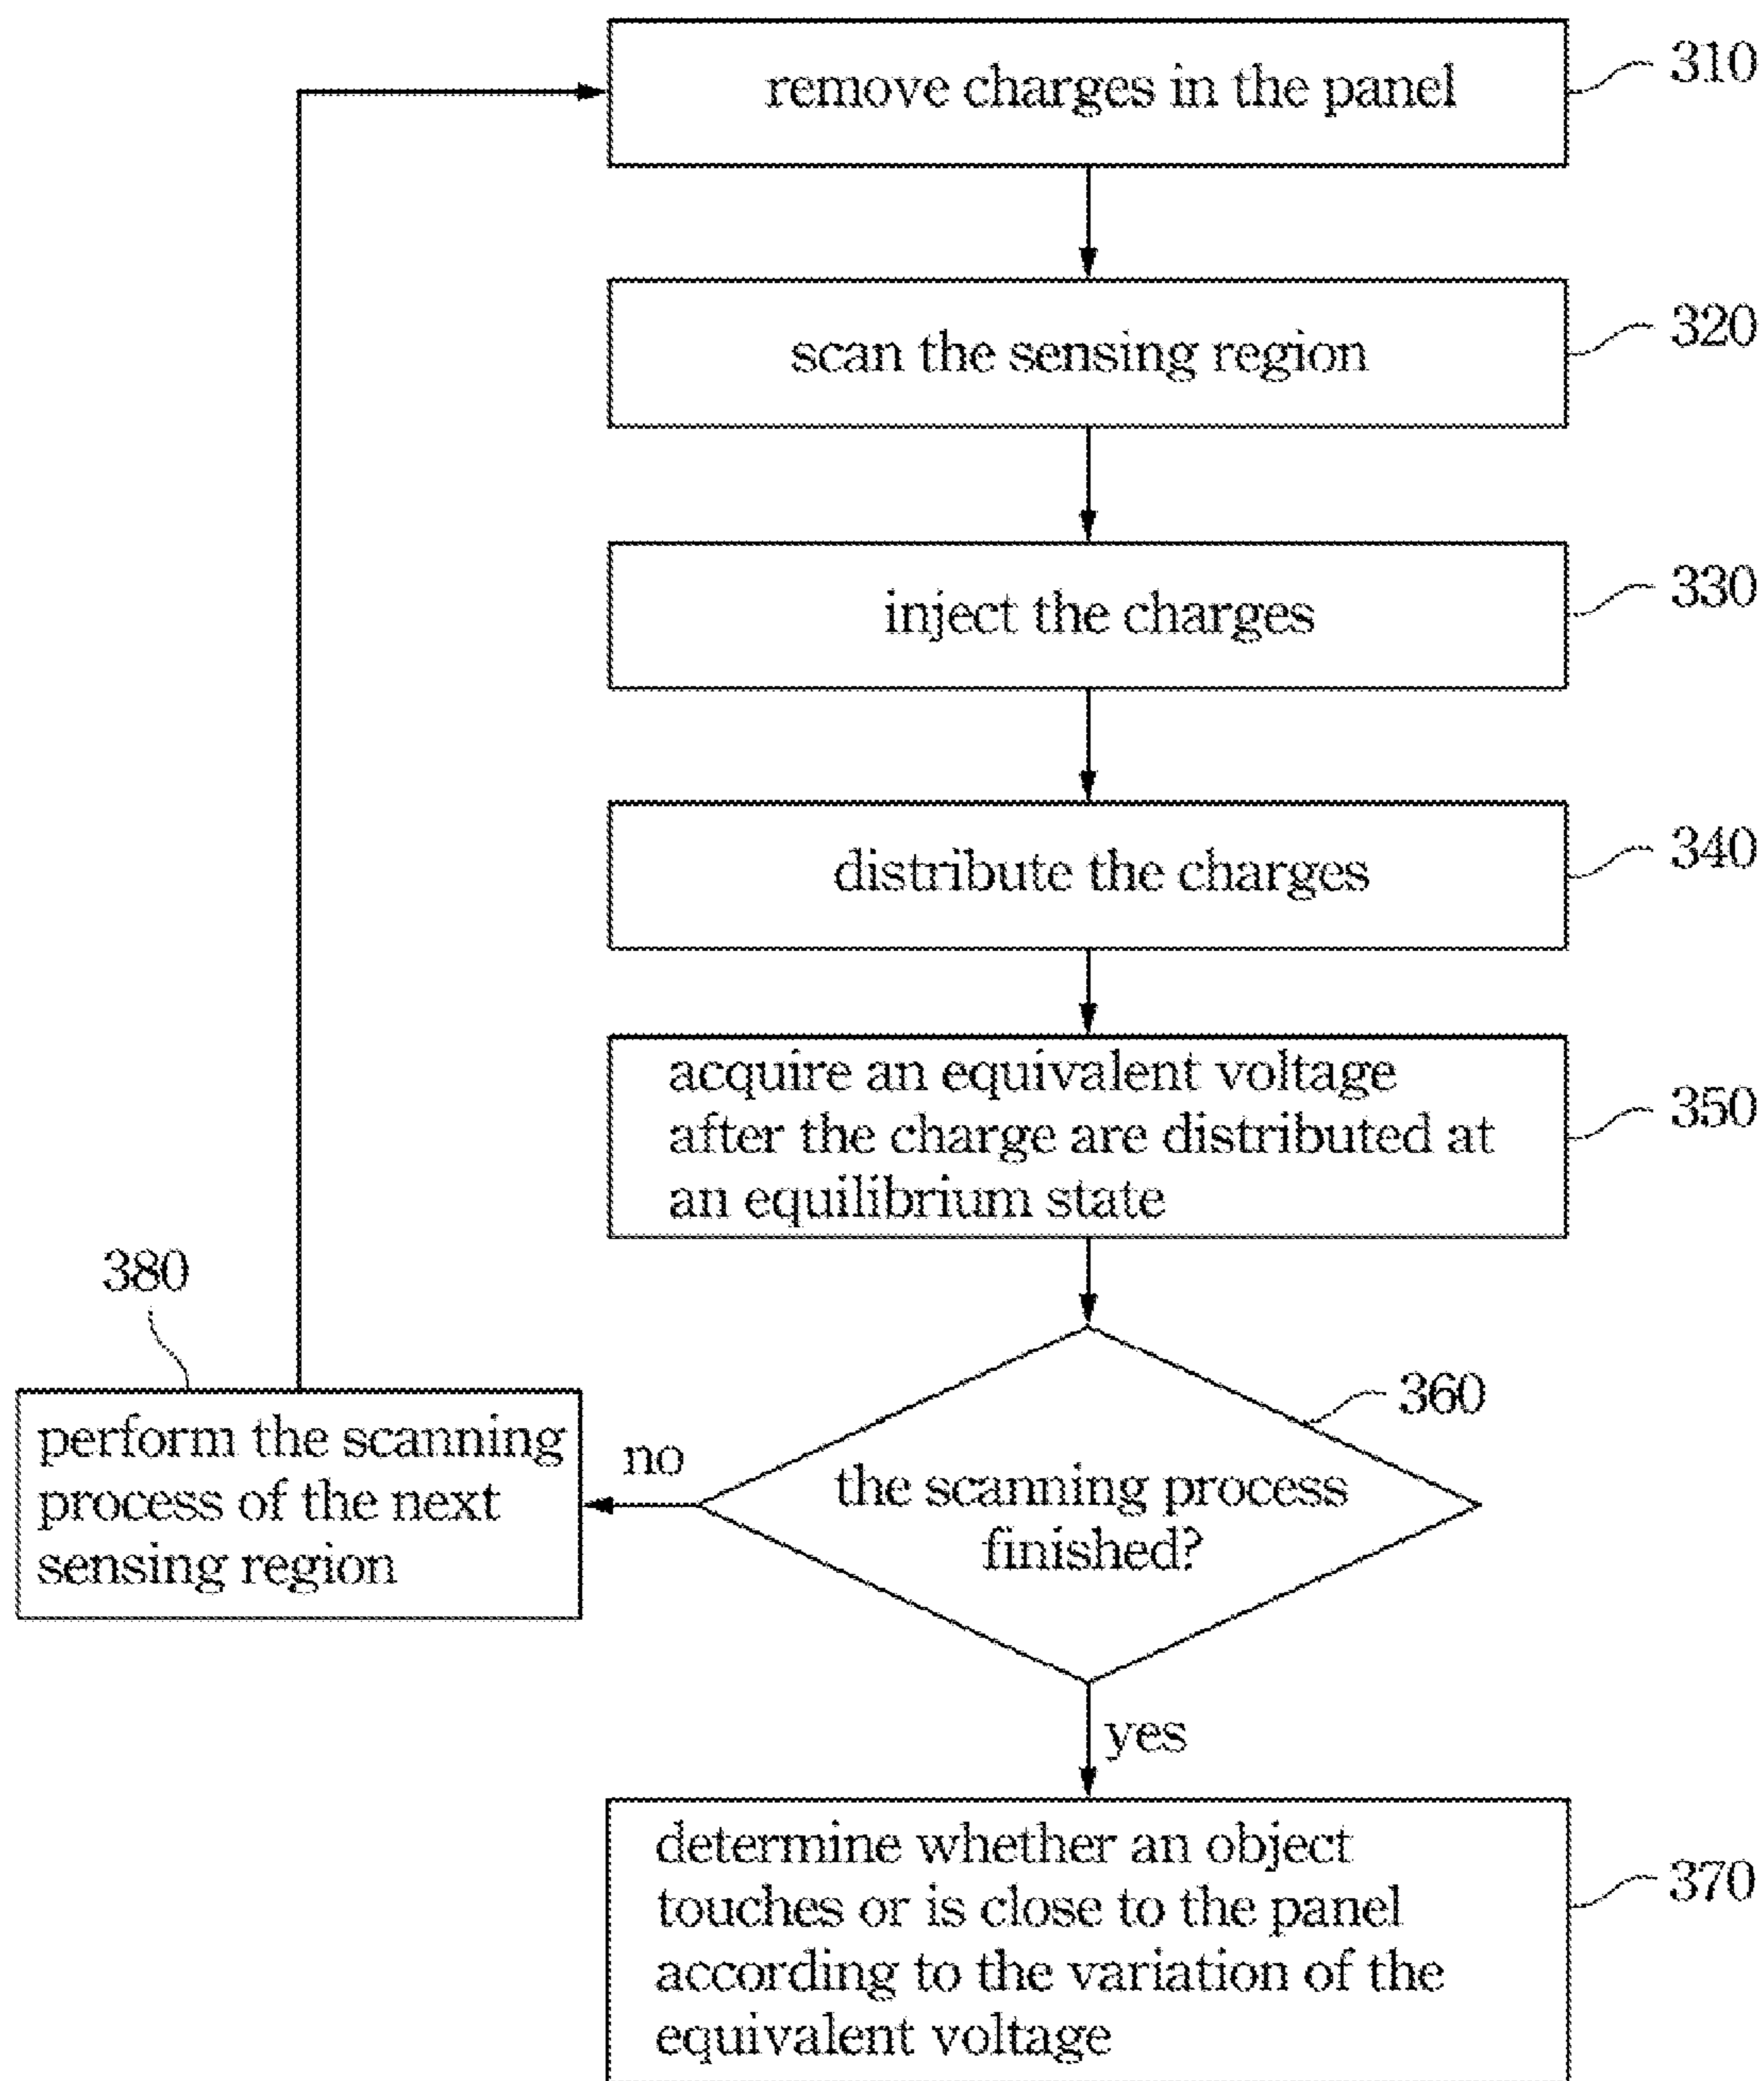 remove charges in the panel
310
scan the sensing region
320
inject the charges
330
distribute the charges
340
acquire an equivalent voltage
after the charge are distributed at
an equilibrium state
350
360
the scanning process
finished?
no
380
perform the scanning
process of the next
sensing region
yes
determine whether an object
touches or is close to the panel
according to the variation of the
equivalent voltage
370